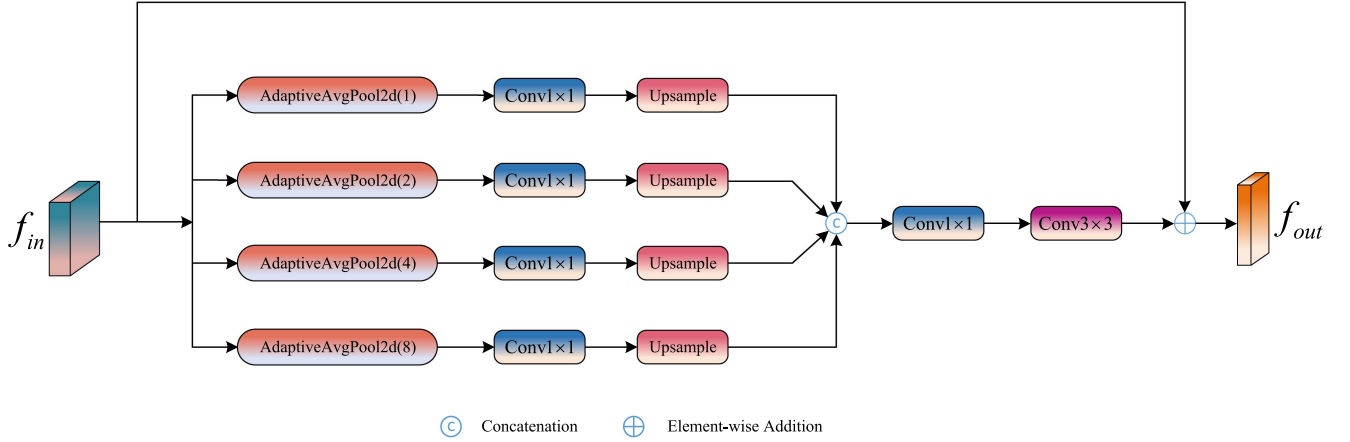 f_in
AdaptiveAvgPool2d(1) Conv1×1 Upsample
AdaptiveAvgPool2d(2) Conv1×1 Upsample
AdaptiveAvgPool2d(4) Conv1×1 Upsample
AdaptiveAvgPool2d(8) Conv1×1 Upsample
C Conv1×1 Conv3×3
f_out
C Concatenation Element-wise Addition